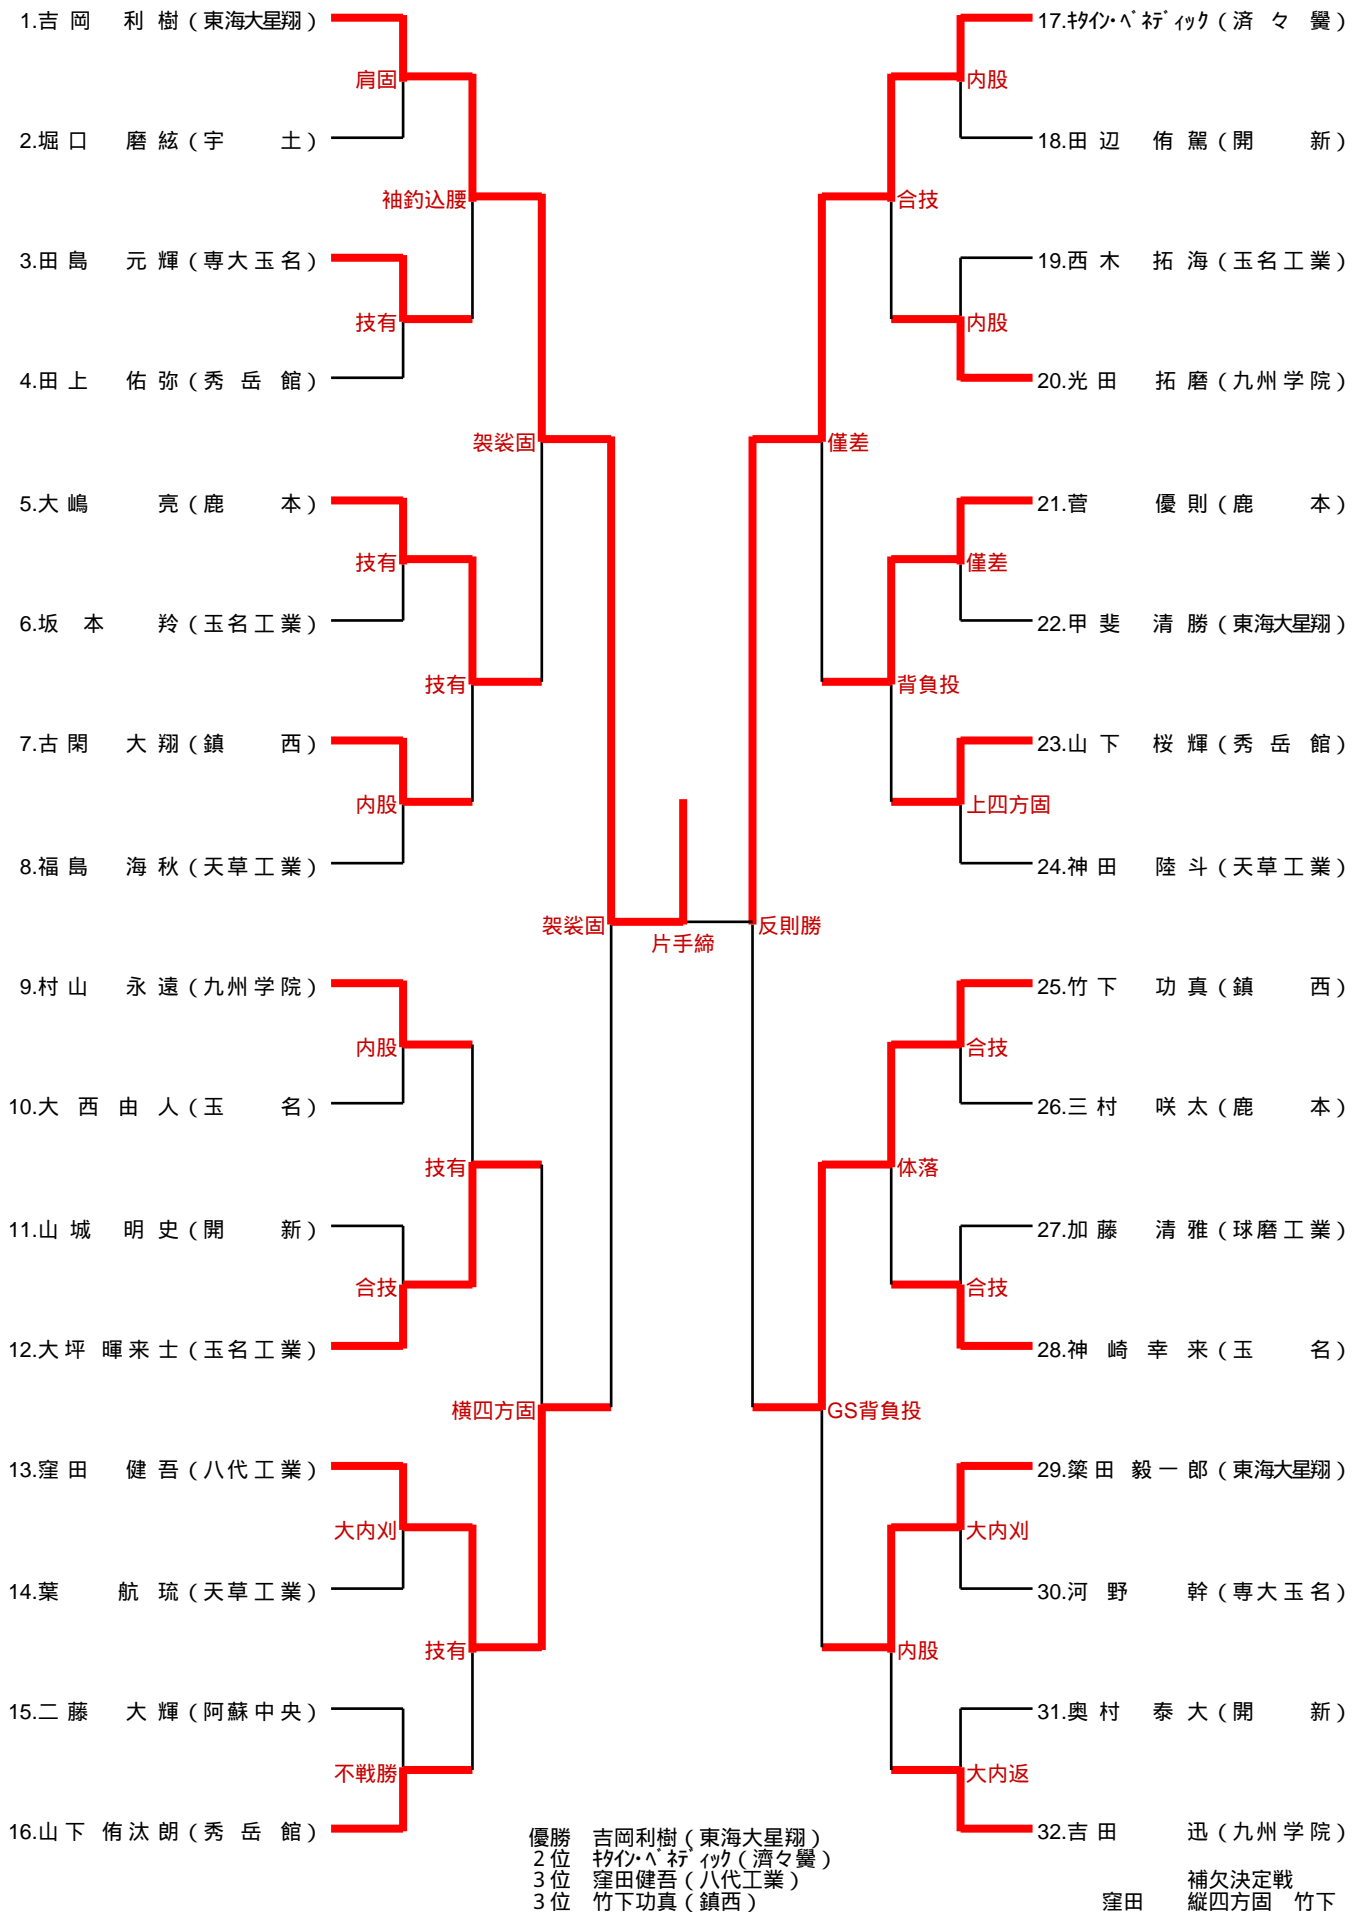 1.吉岡 利樹(東海大星翔)
肩固
2.堀口 磨絃(宇 土)
袖釣込腰
3.田島 元輝(専大玉名)
技有
4.田上 佑弥(秀岳館)
袈裟固
5.大嶋 亮(鹿 本)
技有
6.坂本 羚(玉名工業)
技有
7.古閑 大翔(鎮 西)
内股
8.福島 海秋(天草工業)
袈裟固
9.村山 永遠(九州学院)
内股
10.大西由人(玉 名)
技有
11.山城 明史(開 新)
合技
12.大坪 暉来士(玉名工業)
横四方固
13.窪田 健吾(八代工業)
大内刈
14.葉 航琉(天草工業)
技有
15.二藤 大輝(阿蘇中央)
不戦勝
16.山下 侑汰朗(秀岳館)
片手締
17.キタイン・ベネディック(済々黌)
内股
18.田辺 侑駕(開 新)
合技
19.西木 拓海(玉名工業)
内股
20.光田 拓磨(九州学院)
僅差
21.菅 優則(鹿 本)
僅差
22.甲斐 清勝(東海大星翔)
背負投
23.山下 桜輝(秀岳館)
上四方固
24.神田 陸斗(天草工業)
反則勝
25.竹下 功真(鎮 西)
合技
26.三村 咲太(鹿 本)
体落
27.加藤 清雅(球磨工業)
合技
28.神崎幸来(玉 名)
GS背負投
29.簗田 毅一郎(東海大星翔)
大内刈
30.河野 幹(専大玉名)
内股
31.奥村 泰大(開 新)
大内返
32.吉田 迅(九州学院)
優勝 吉岡利樹(東海大星翔)
2位 キタイン・ベネディック(濟々黌)
3位 窪田健吾(八代工業)
3位 竹下功真(鎮西)
補欠決定戦
窪田 縦四方固 竹下